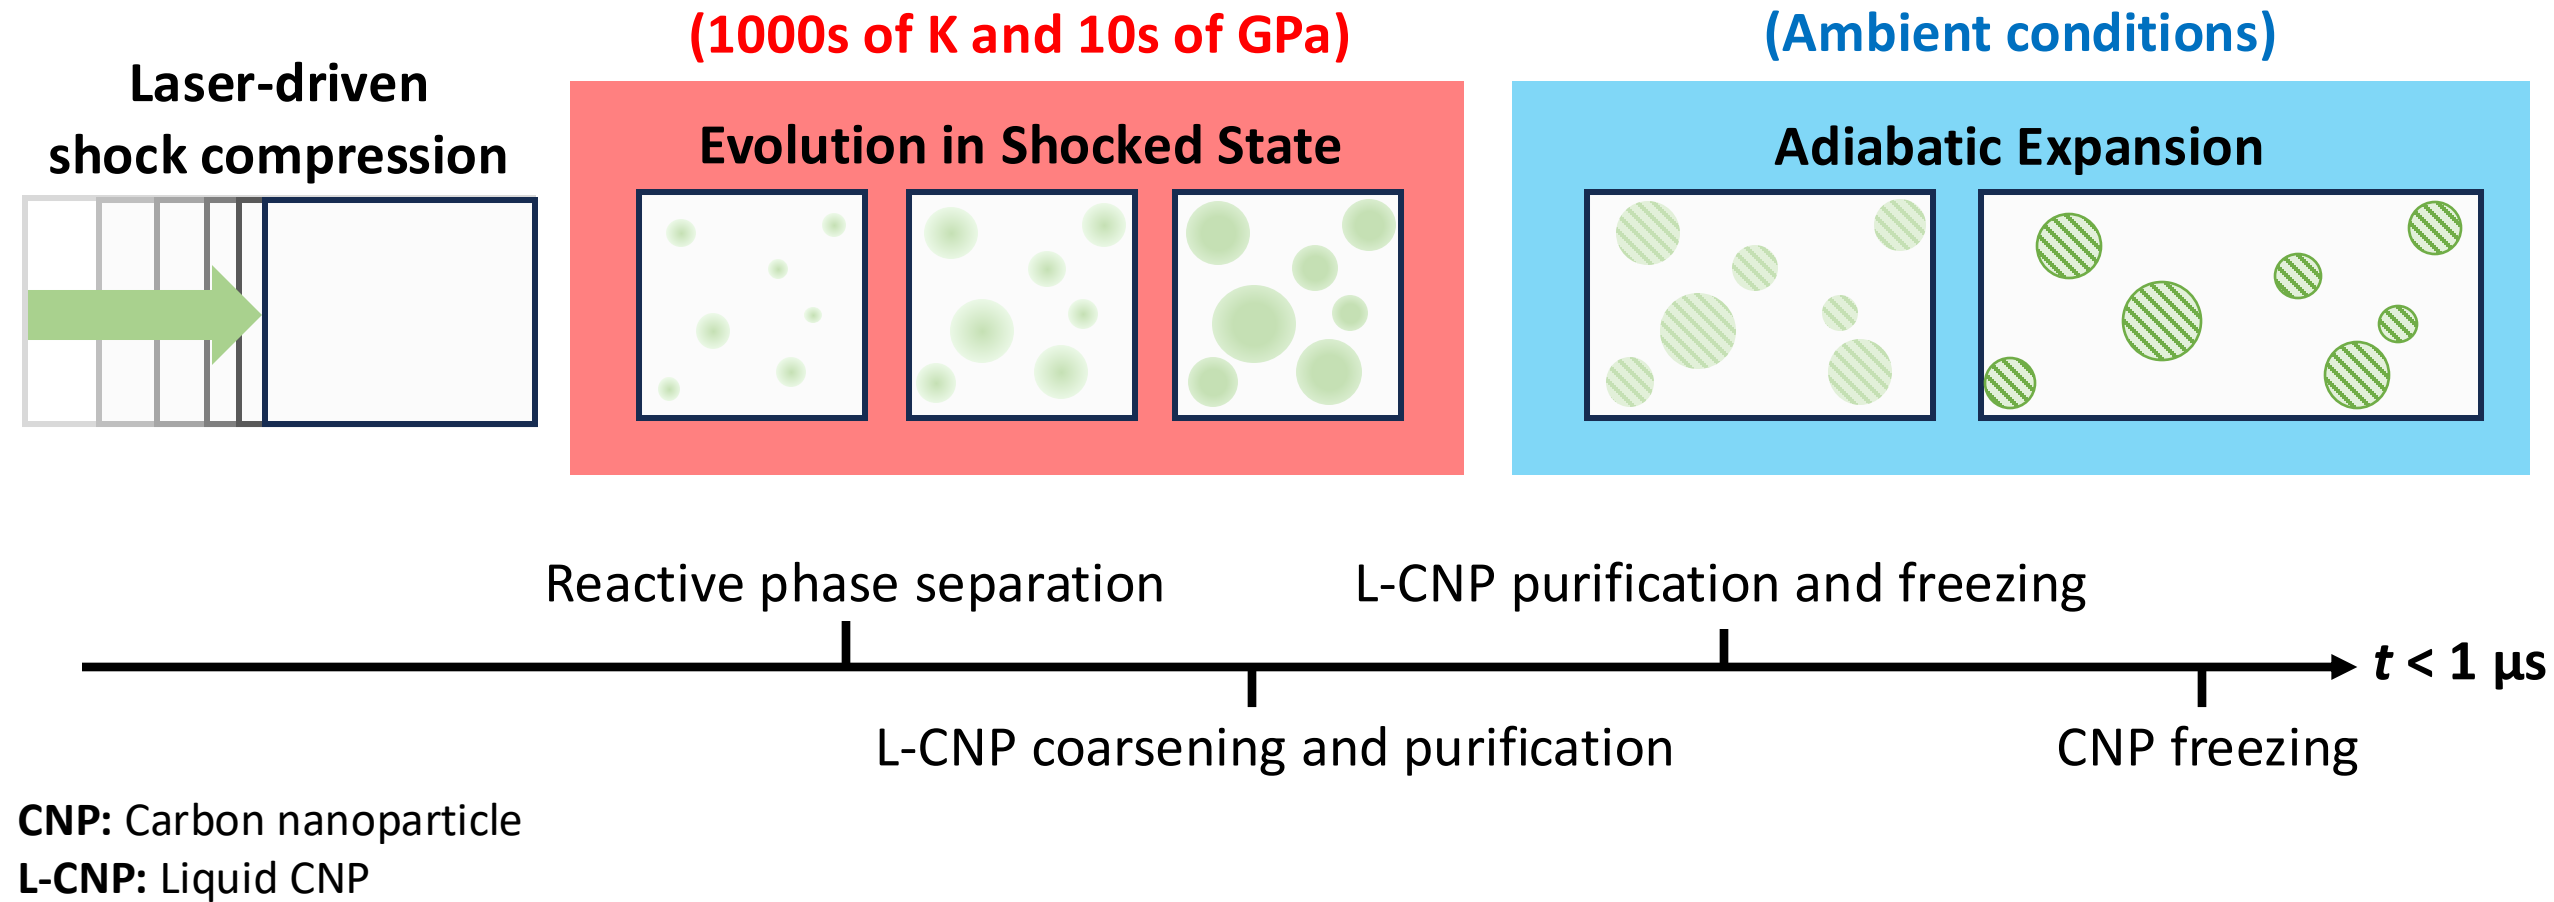 Laser-driven
shock compression
(1000s of K and 10s of GPa)
Evolution in Shocked State
(Ambient conditions)
Adiabatic Expansion
Reactive phase separation
L-CNP purification and freezing
t < 1 μs
L-CNP coarsening and purification
CNP freezing
CNP: Carbon nanoparticle
L-CNP: Liquid CNP